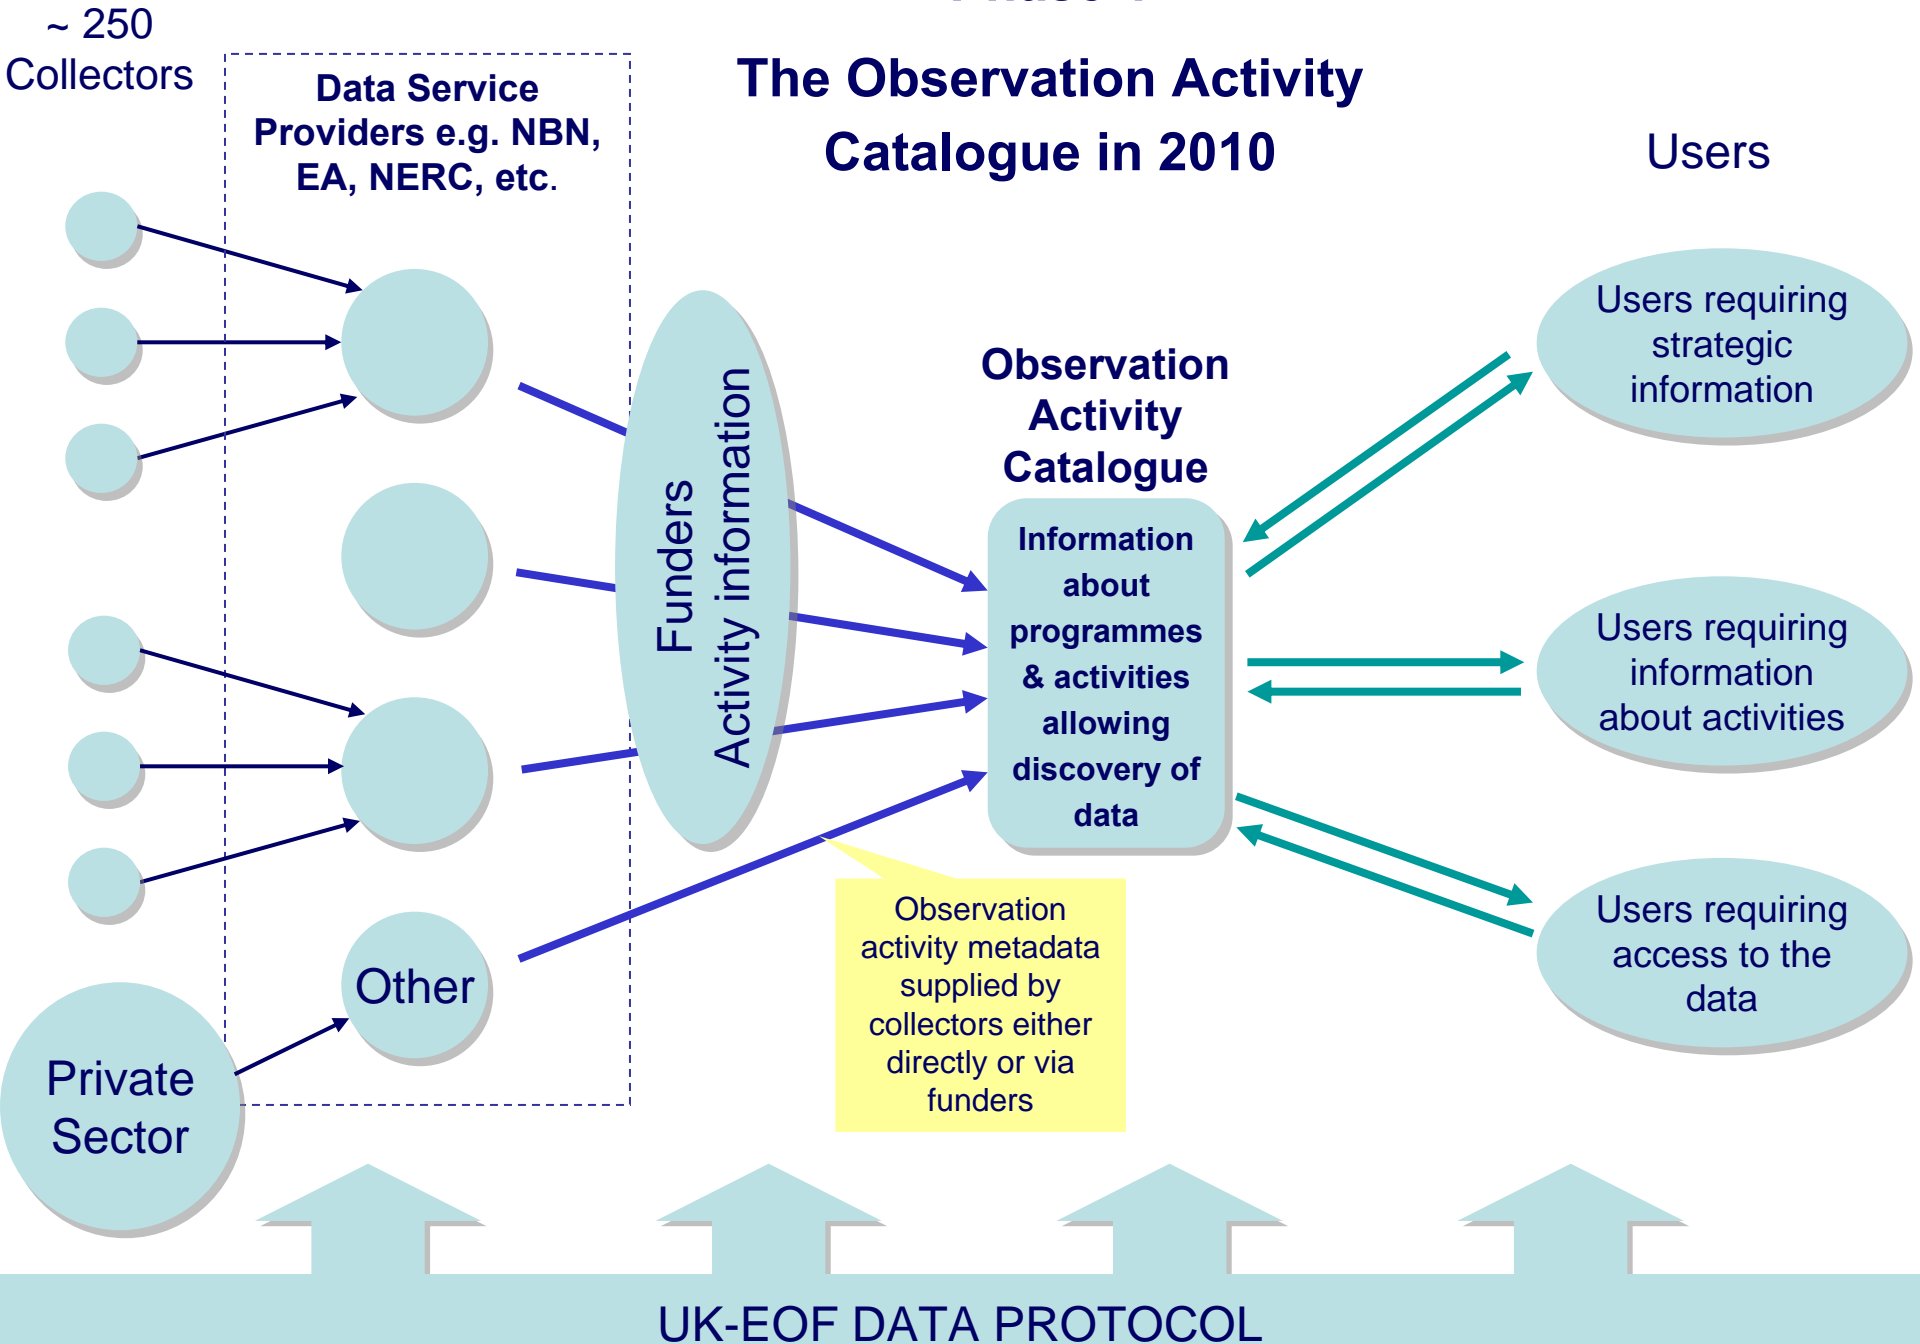 ~ 250
Collectors
Data Service
Providers e.g. NBN,
EA, NERC, etc.
The Observation Activity
Catalogue in 2010
Users
Funders
Activity information
Observation
Activity
Catalogue
Information
about
programmes
& activities
allowing
discovery of
data
Users requiring
strategic
information
Users requiring
information
about activities
Users requiring
access to the
data
Observation
activity metadata
supplied by
collectors either
directly or via
funders
Other
Private
Sector
UK-EOF DATA PROTOCOL